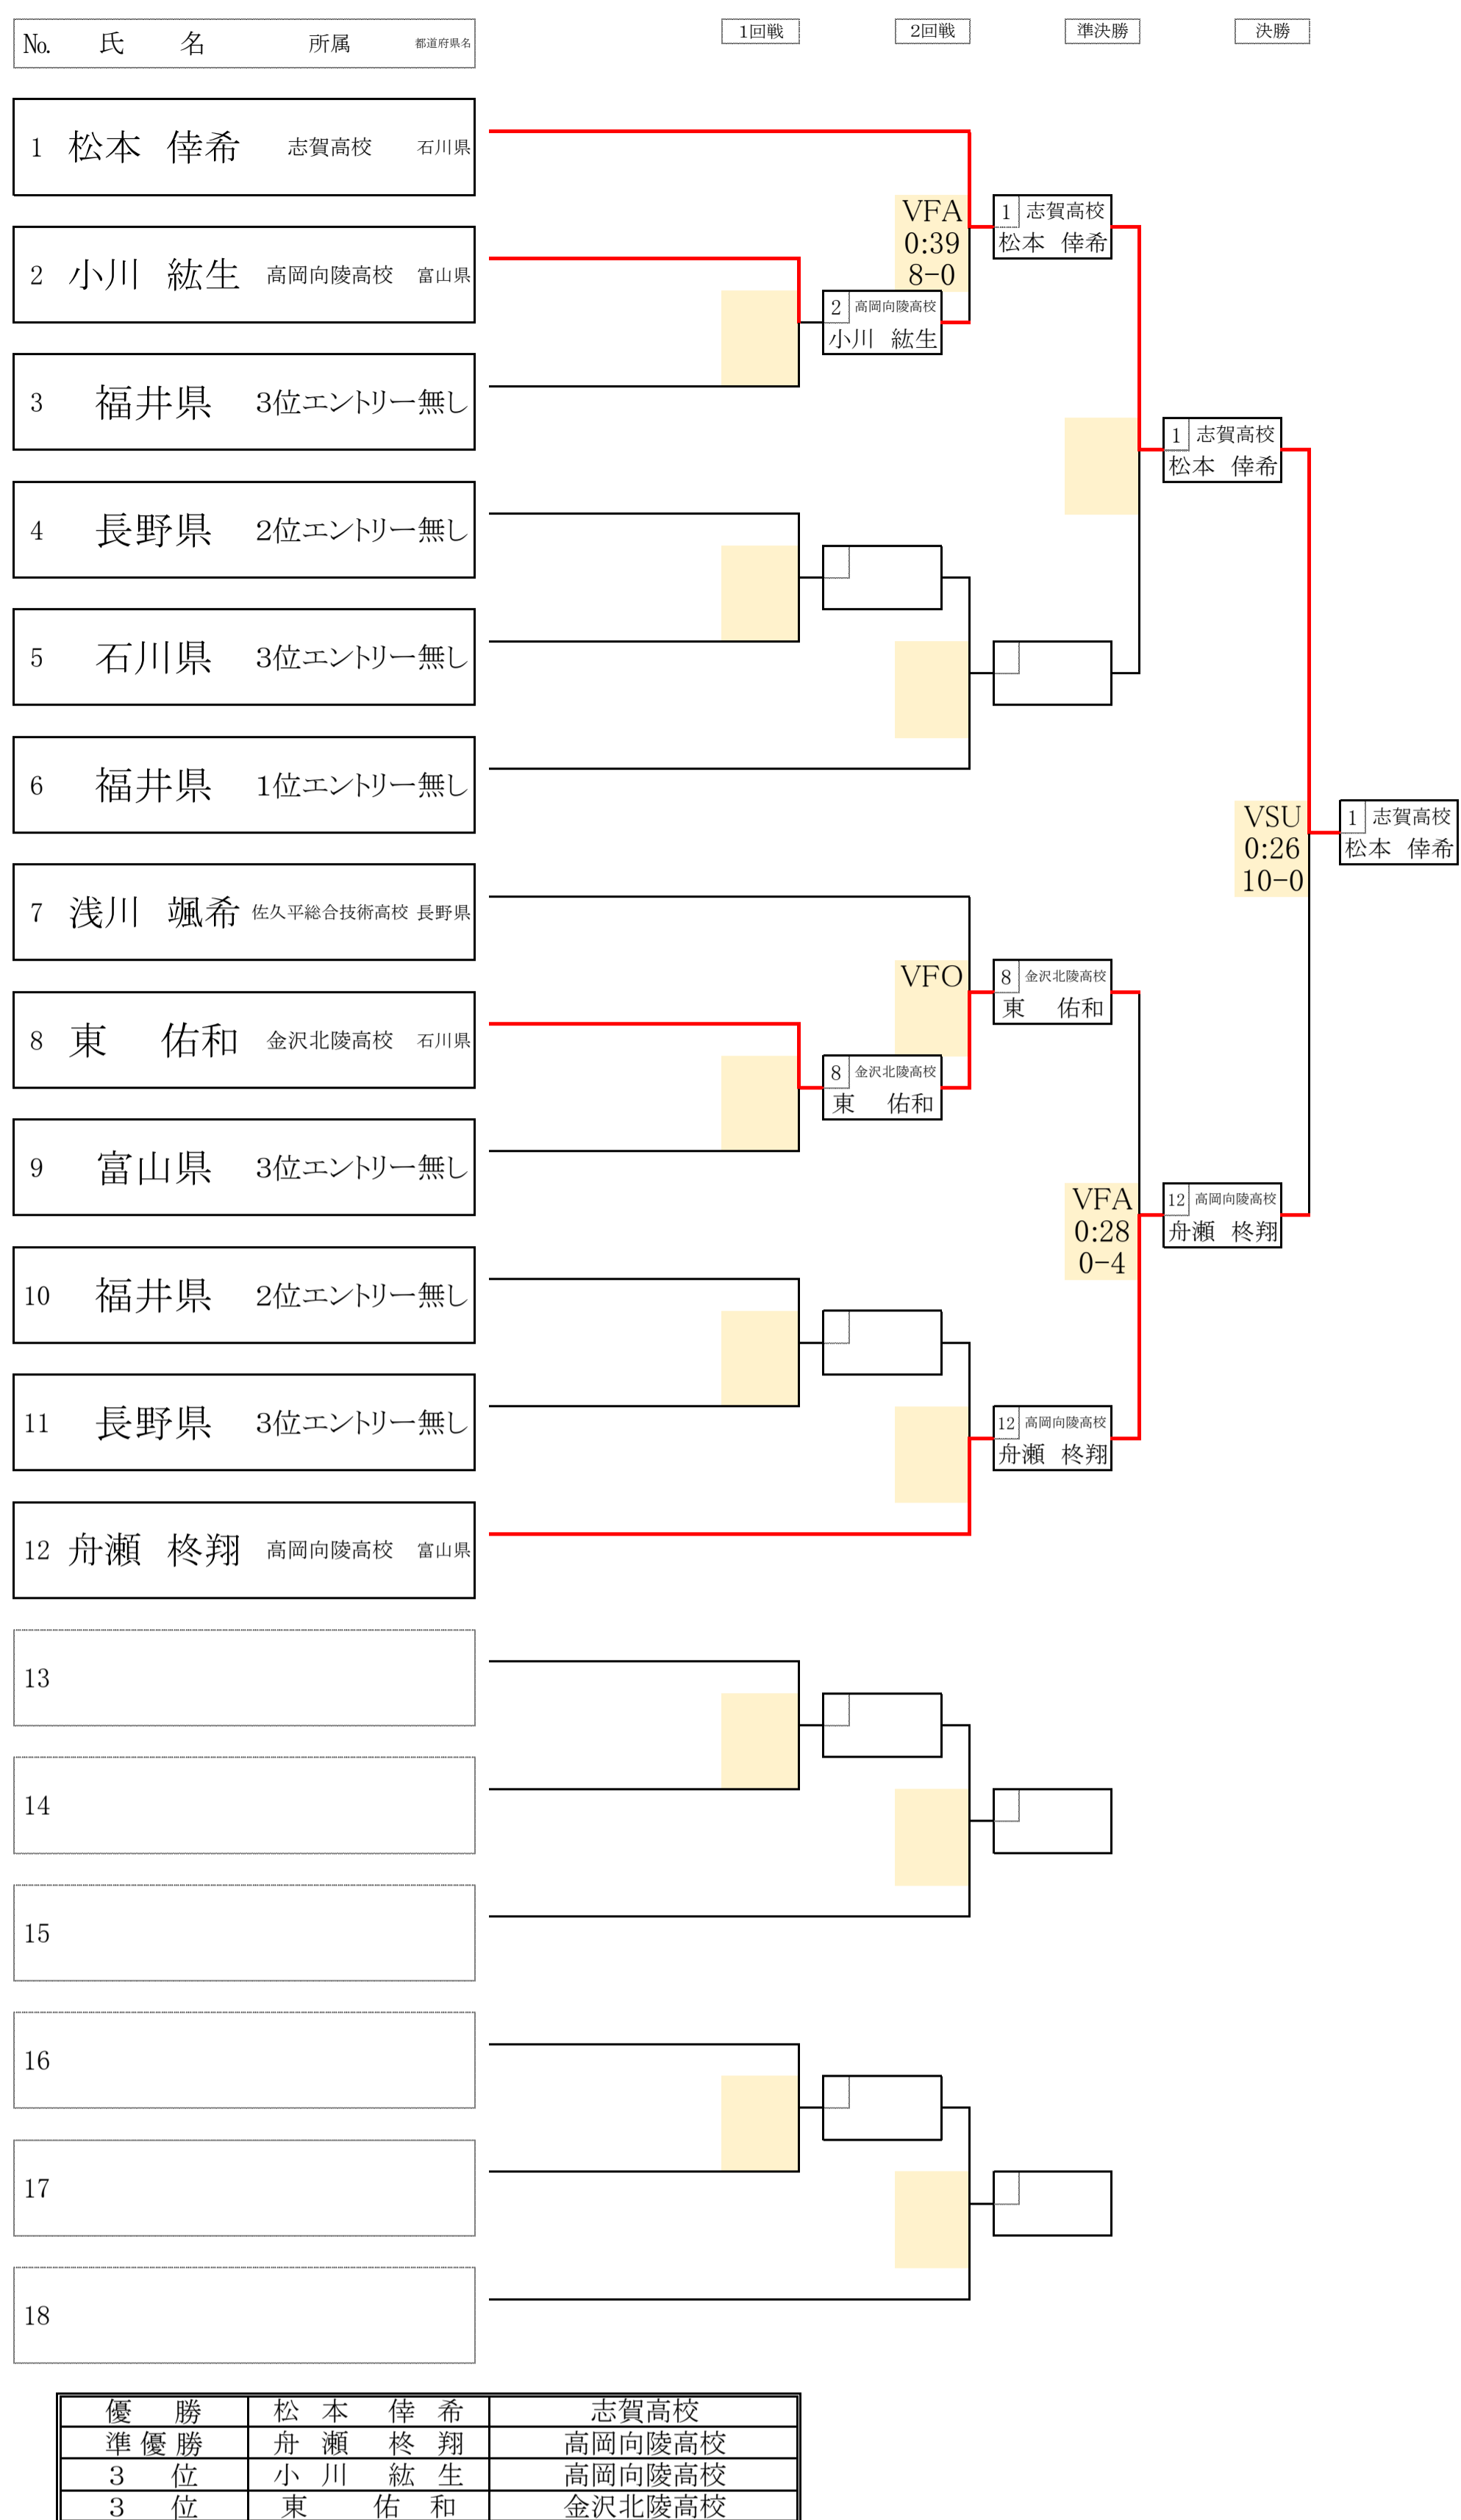 No. 氏 名 所属 都道府県名 1回戦 2回戦 準決勝 決勝
1 松本 倖希 志賀高校 石川県
VFA
0:39
8-0
1 志賀高校
松本 倖希
2 小川 紘生 高岡向陵高校 富山県
2 高岡向陵高校
小川 紘生
3 福井県 3位エントリー無し
1 志賀高校
松本 倖希
4 長野県 2位エントリー無し
5 石川県 3位エントリー無し
6 福井県 1位エントリー無し
VSU
0:26
10-0
1 志賀高校
松本 倖希
7 浅川 颯希 佐久平総合技術高校 長野県
VFO
8 金沢北陵高校
東 佑和
8 東 佑和 金沢北陵高校 石川県
8 金沢北陵高校
東 佑和
9 富山県 3位エントリー無し
VFA
0:28
0-4
12 高岡向陵高校
舟瀬 柊翔
10 福井県 2位エントリー無し
11 長野県 3位エントリー無し
12 高岡向陵高校
舟瀬 柊翔
12 舟瀬 柊翔 高岡向陵高校 富山県
13
14
15
16
17
18
優 勝 松 本 倖 希 志賀高校
準 優 勝 舟 瀬 柊 翔 高岡向陵高校
3 位 小 川 紘 生 高岡向陵高校
3 位 東 佑 和 金沢北陵高校